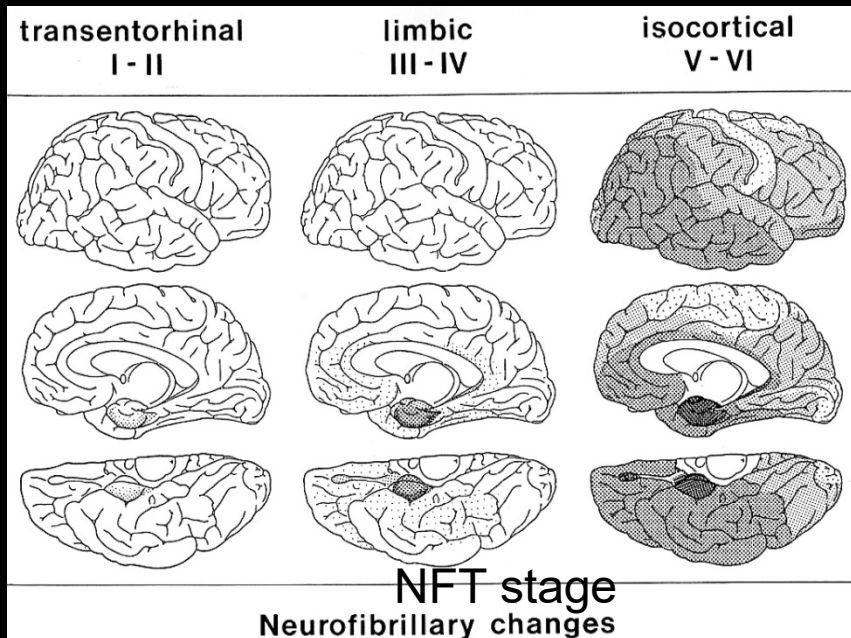 transentorhinal
I - II
limbic
III - IV
isocortical
V - VI
NFT stage
Neurofibrillary changes